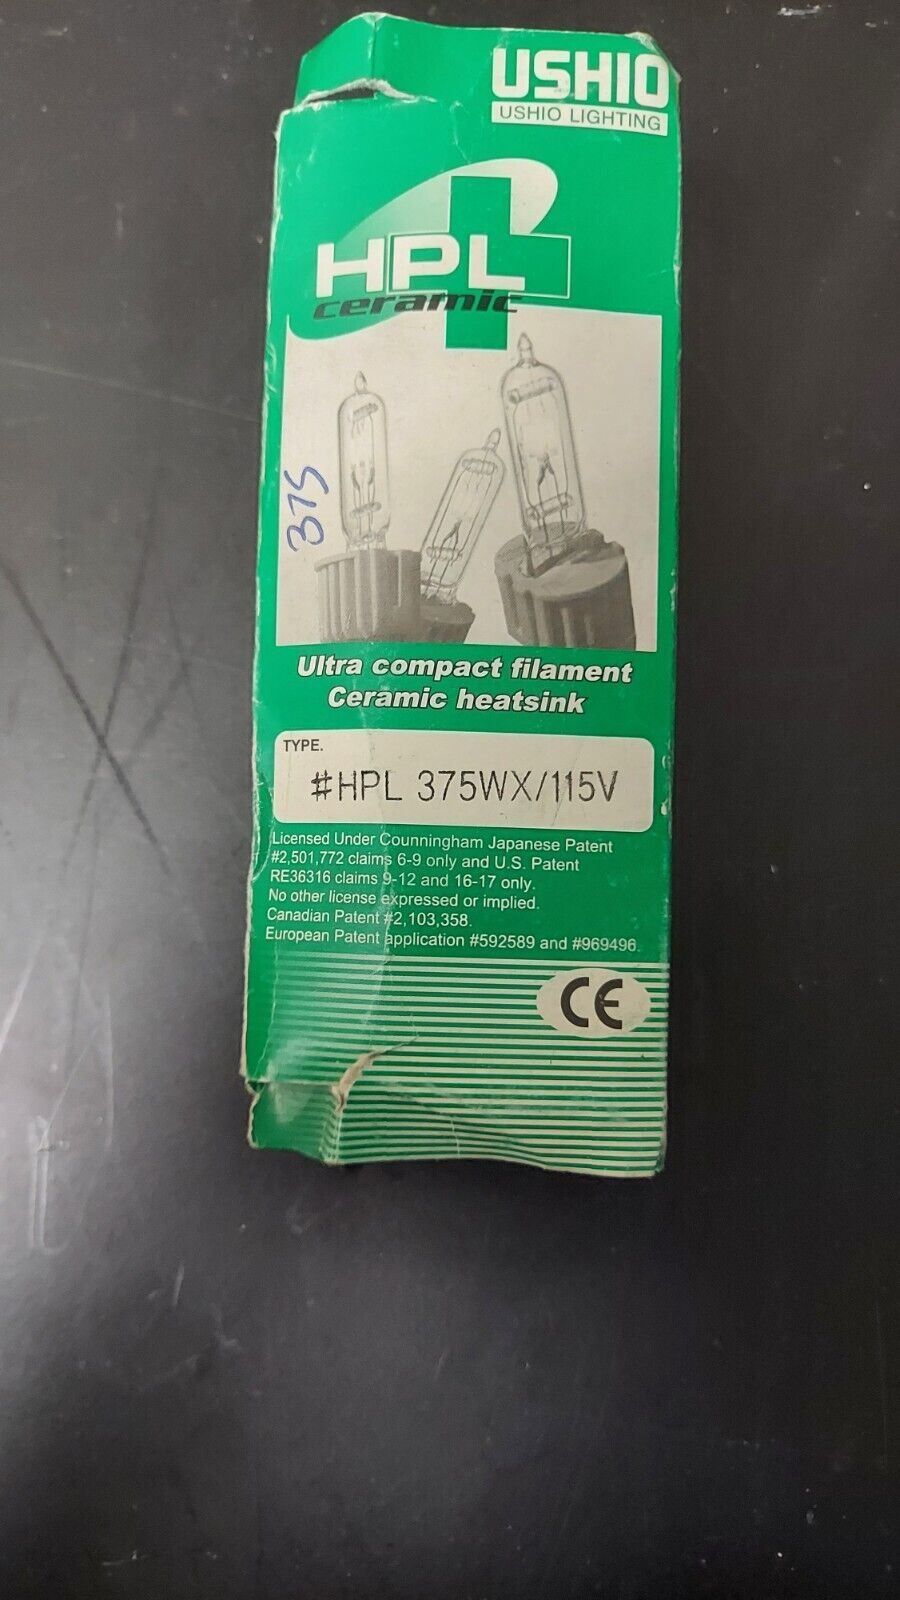 USHIO
USHIO LIGHTING
HPL
ceramic
375
Ultra compact filament
Ceramic heatsink
TYPE.
#HPL 375WX/115V
Licensed Under Counningham Japanese Patent
#2,501,772 claims 6-9 only and U.S. Patent
RE36316 claims 9-12 and 16-17 only.
No other license expressed or implied.
Canadian Patent #2,103,358.
European Patent application #592589 and #969496.
CE